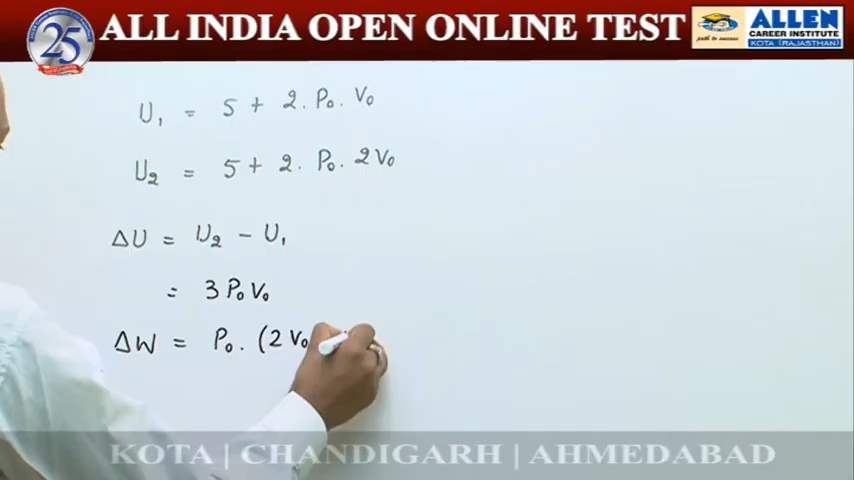 25
ALL INDIA OPEN ONLINE TEST
path to success
ALLEN
CAREER INSTITUTE
KOTA (RAJASTHAN)
U₁ = 5 + 2. P₀. V₀
U₂ = 5 + 2. P₀. 2V₀
ΔU = U₂ - U₁
= 3 P₀ V₀
ΔW = P₀. (2 V₀
KOTA | CHANDIGARH | AHMEDABAD